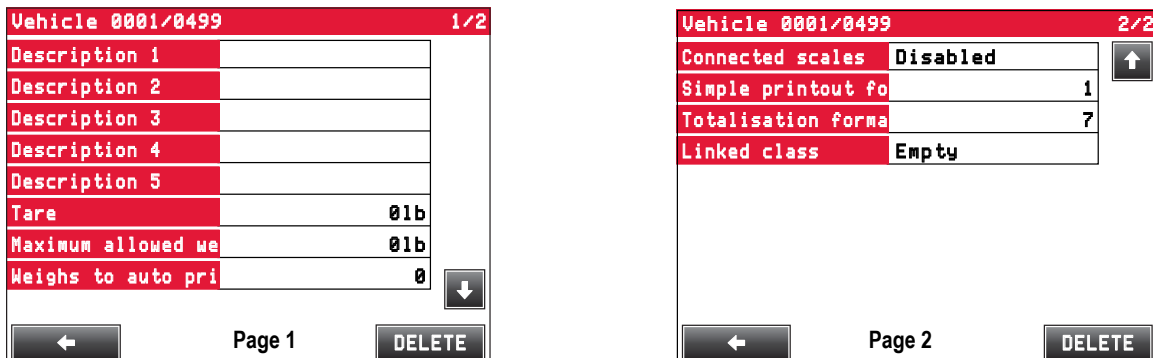 Vehicle 0001/0499 1/2
Description 1
Description 2
Description 3
Description 4
Description 5
Tare 0lb
Maximum allowed we 0lb
Weighs to auto pri 0
Page 1 DELETE
Vehicle 0001/0499 2/2
Connected scales Disabled
Simple printout fo 1
Totalisation forma 7
Linked class Empty
Page 2 DELETE